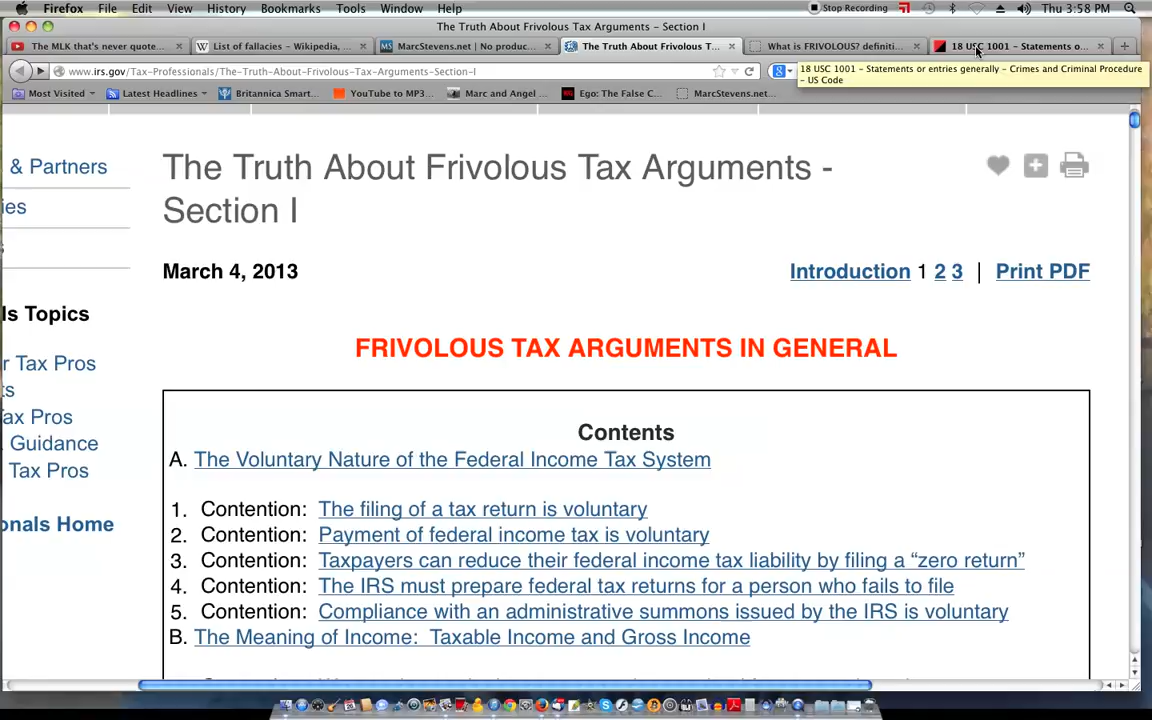 Firefox File Edit View History Bookmarks Tools Window Help Stop Recording Thu 3:58 PM
The Truth About Frivolous Tax Arguments – Section I
The MLK that's never quote... List of fallacies – Wikipedia, ... MarcStevens.net | No produc... The Truth About Frivolous T... What is FRIVOLOUS? definiti... 18 USC 1001 – Statements o...
www.irs.gov/Tax-Professionals/The-Truth-About-Frivolous-Tax-Arguments-Section-I
18 USC 1001 – Statements or entries generally – Crimes and Criminal Procedure
– US Code
Most Visited Latest Headlines Britannica Smart... YouTube to MP3... Marc and Angel ... Ego: The False C... MarcStevens.net...
& Partners
ies
s
ls Topics
r Tax Pros
ts
ax Pros
Guidance
Tax Pros
onals Home
The Truth About Frivolous Tax Arguments -
Section I
March 4, 2013 Introduction 1 2 3 | Print PDF
FRIVOLOUS TAX ARGUMENTS IN GENERAL
Contents
A. The Voluntary Nature of the Federal Income Tax System
1. Contention: The filing of a tax return is voluntary
2. Contention: Payment of federal income tax is voluntary
3. Contention: Taxpayers can reduce their federal income tax liability by filing a “zero return”
4. Contention: The IRS must prepare federal tax returns for a person who fails to file
5. Contention: Compliance with an administrative summons issued by the IRS is voluntary
B. The Meaning of Income: Taxable Income and Gross Income